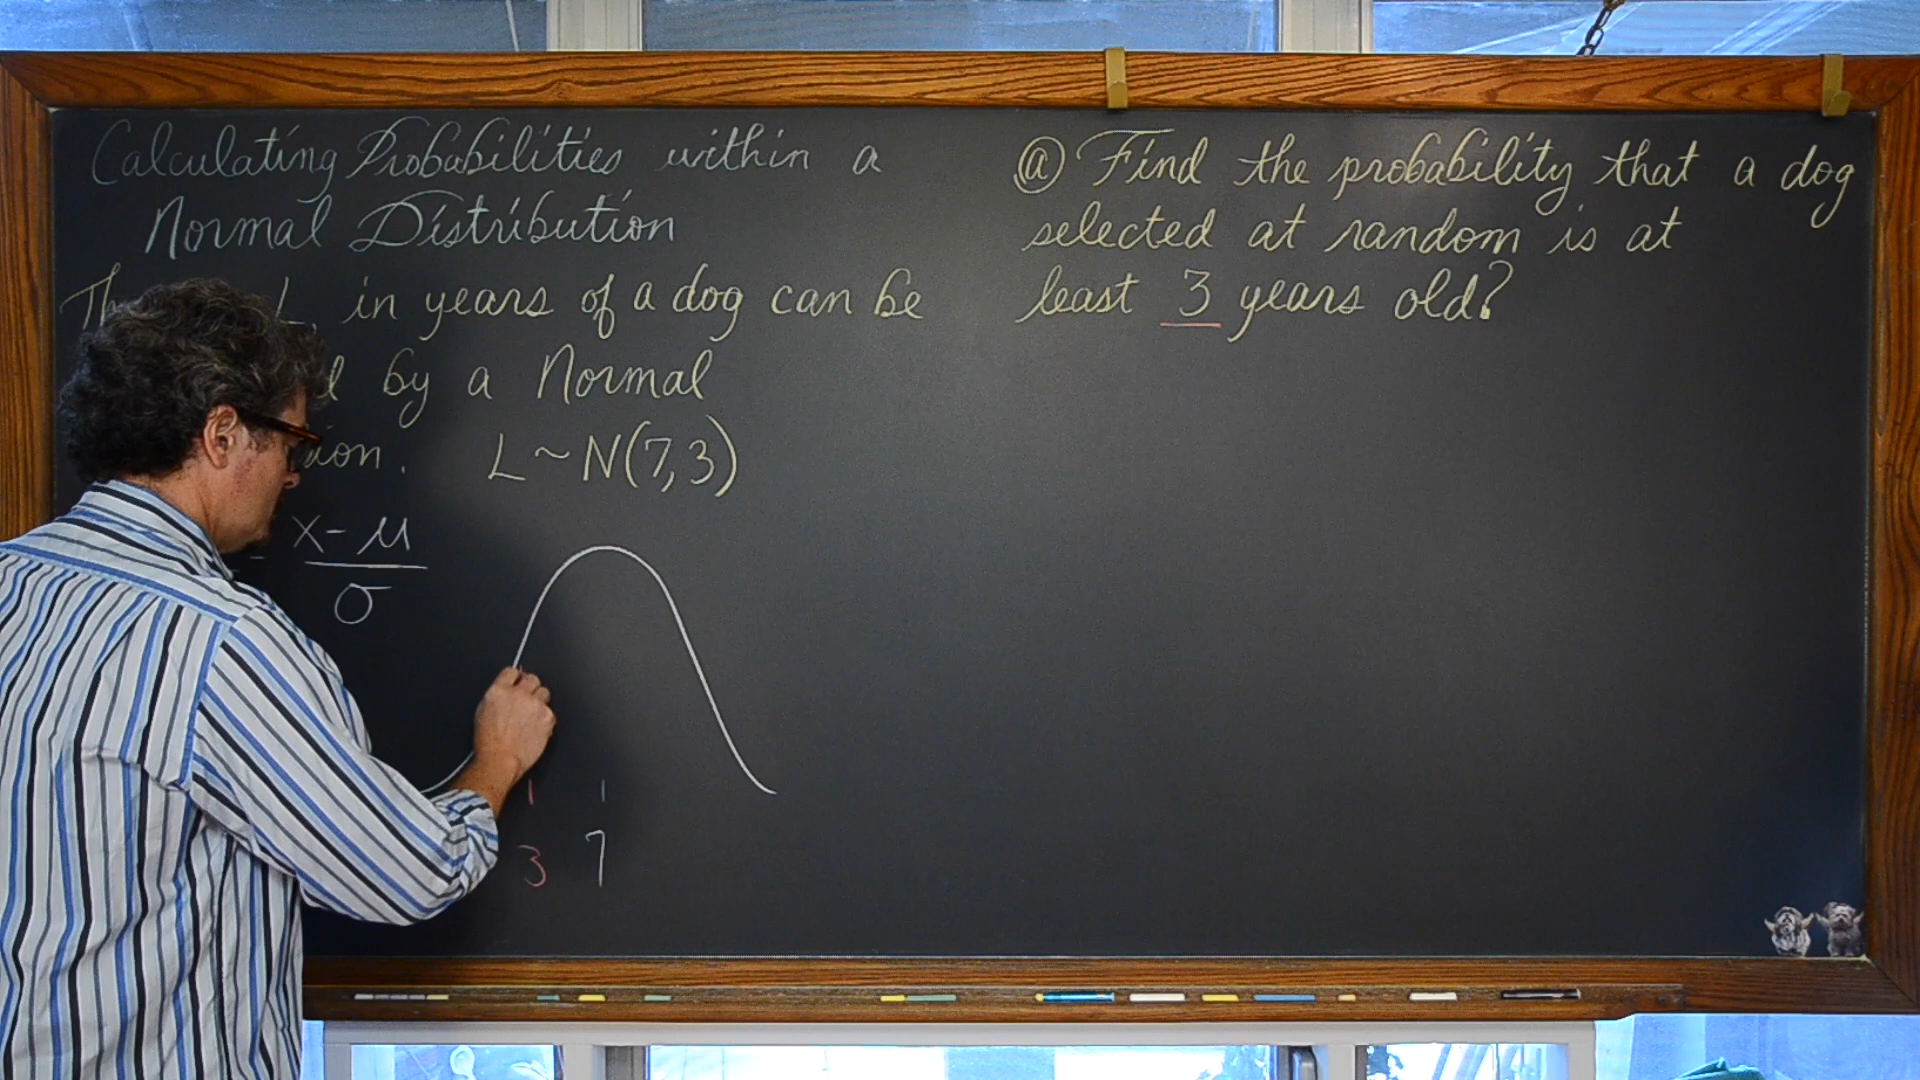 Calculating Probabilities within a
Normal Distribution
L, in years of a dog can be
by a Normal
L ~ N(7,3)
x - μ
σ
3 7
@ Find the probability that a dog
selected at random is at
least 3 years old?